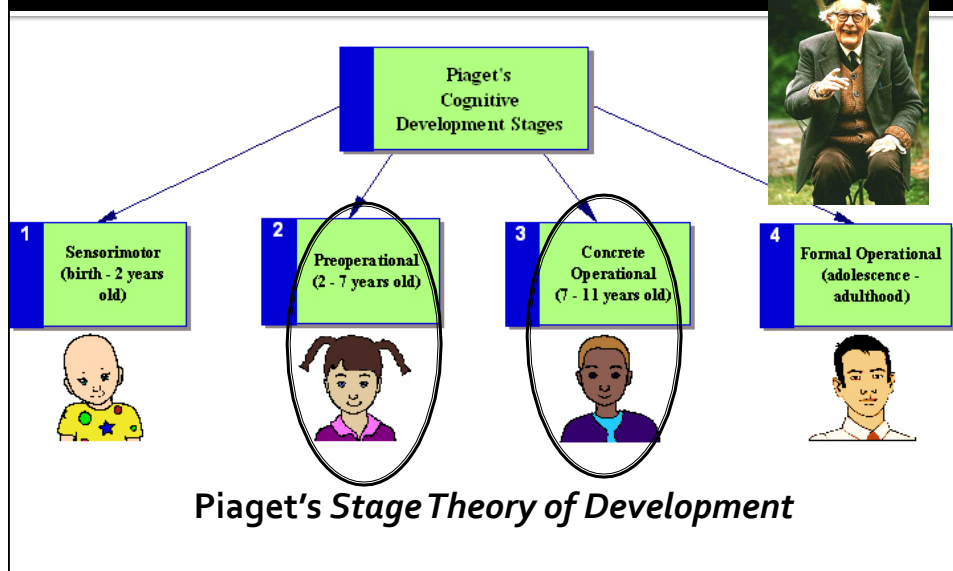 Piaget's
Cognitive
Development Stages
1
Sensorimotor
(birth - 2 years
old)
2
Preoperational
(2 - 7 years old)
3
Concrete
Operational
(7 - 11 years old)
4
Formal Operational
(adolescence -
adulthood)
Piaget's Stage Theory of Development